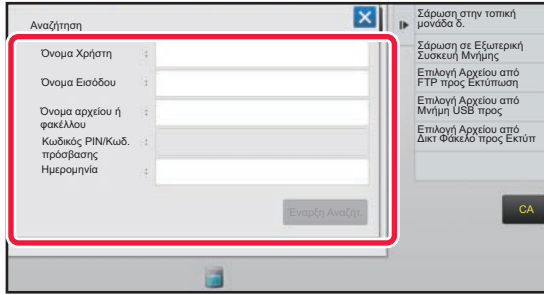 Αναζήτηση
Όνομα Χρήστη :
Όνομα Εισόδου :
Όνομα αρχείου ή :
φακέλλου
Κωδικός PIN/Κωδ. :
πρόσβασης
Ημερομηνία :
Έναρξη Αναζήτ.
Σάρωση στην τοπική
μονάδα δ.
Σάρωση σε Εξωτερική
Συσκευή Μνήμης
Επιλογή Αρχείου από
FTP προς Εκτύπωση
Επιλογή Αρχείου από
Μνήμη USB προς
Επιλογή Αρχείου από
Δικτ Φάκελο προς Εκτύπ
CA